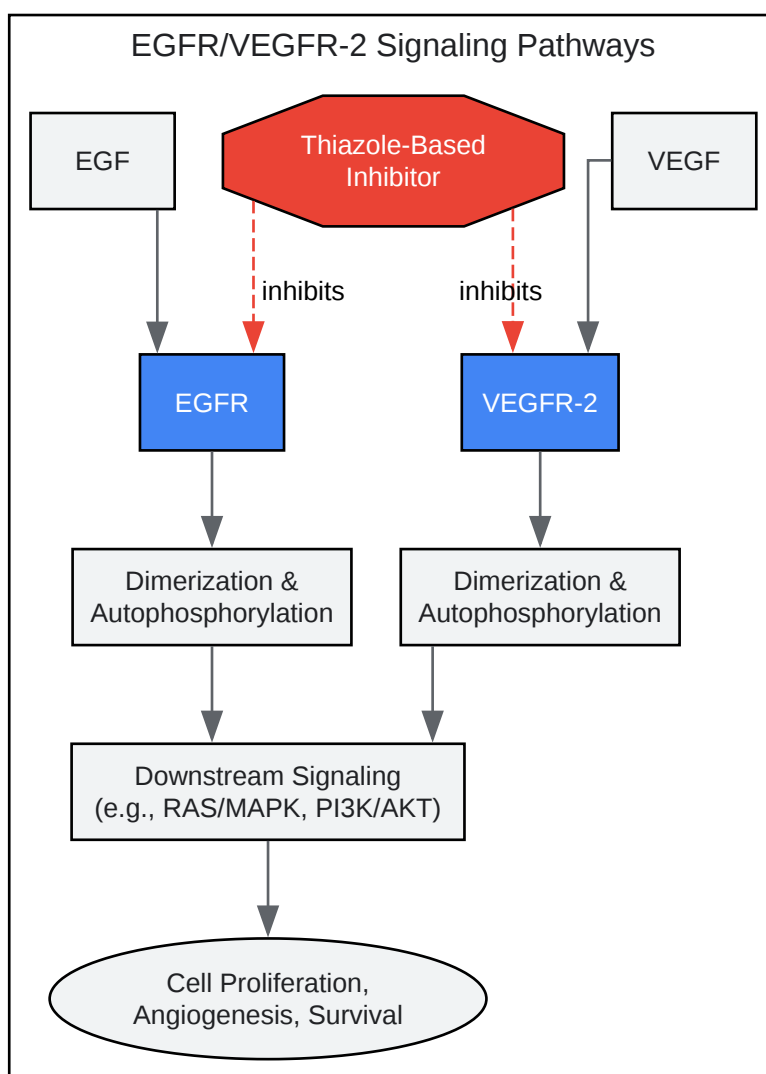 EGFR/VEGFR-2 Signaling Pathways
EGF
Thiazole-Based
Inhibitor
VEGF
inhibits
inhibits
EGFR
VEGFR-2
Dimerization &
Autophosphorylation
Dimerization &
Autophosphorylation
Downstream Signaling
(e.g., RAS/MAPK, PI3K/AKT)
Cell Proliferation,
Angiogenesis, Survival